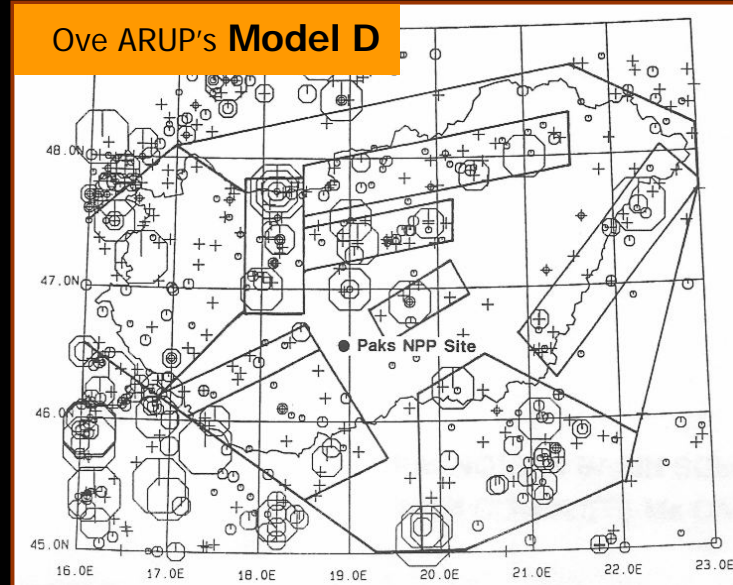 Ove ARUP's Model D
48.0N
47.0N
Paks NPP Site
46.0N
45.0N
16.0E 17.0E 18.0E 19.0E 20.0E 21.0E 22.0E 23.0E